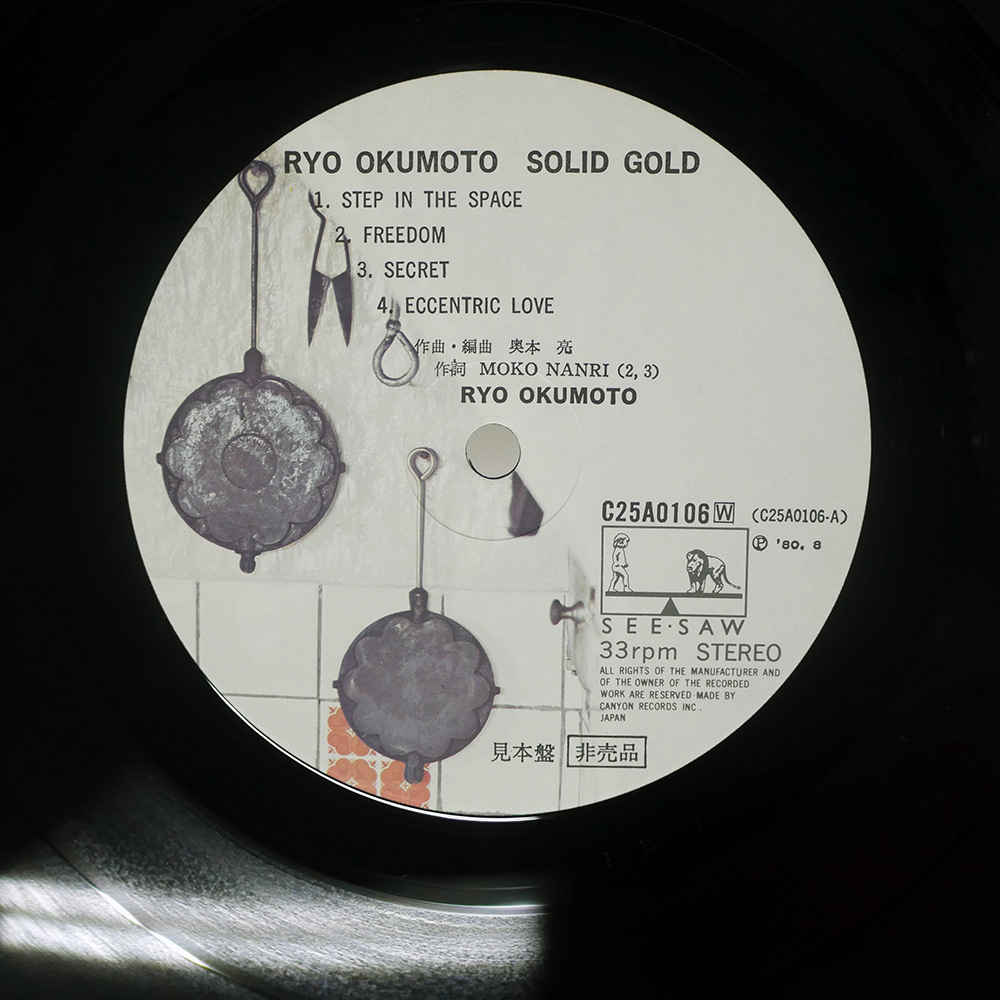 RYO OKUMOTO SOLID GOLD
1. STEP IN THE SPACE
2. FREEDOM
3. SECRET
4. ECCENTRIC LOVE
作曲・編曲 奥本 亮
作詞 MOKO NANRI (2, 3)
RYO OKUMOTO
C25A0106 W (C25A0106-A)
Ⓟ '80. 8
SEE·SAW
33rpm STEREO
ALL RIGHTS OF THE MANUFACTURER AND
OF THE OWNER OF THE RECORDED
WORK ARE RESERVED MADE BY
CANYON RECORDS INC.
JAPAN
見本盤 非売品